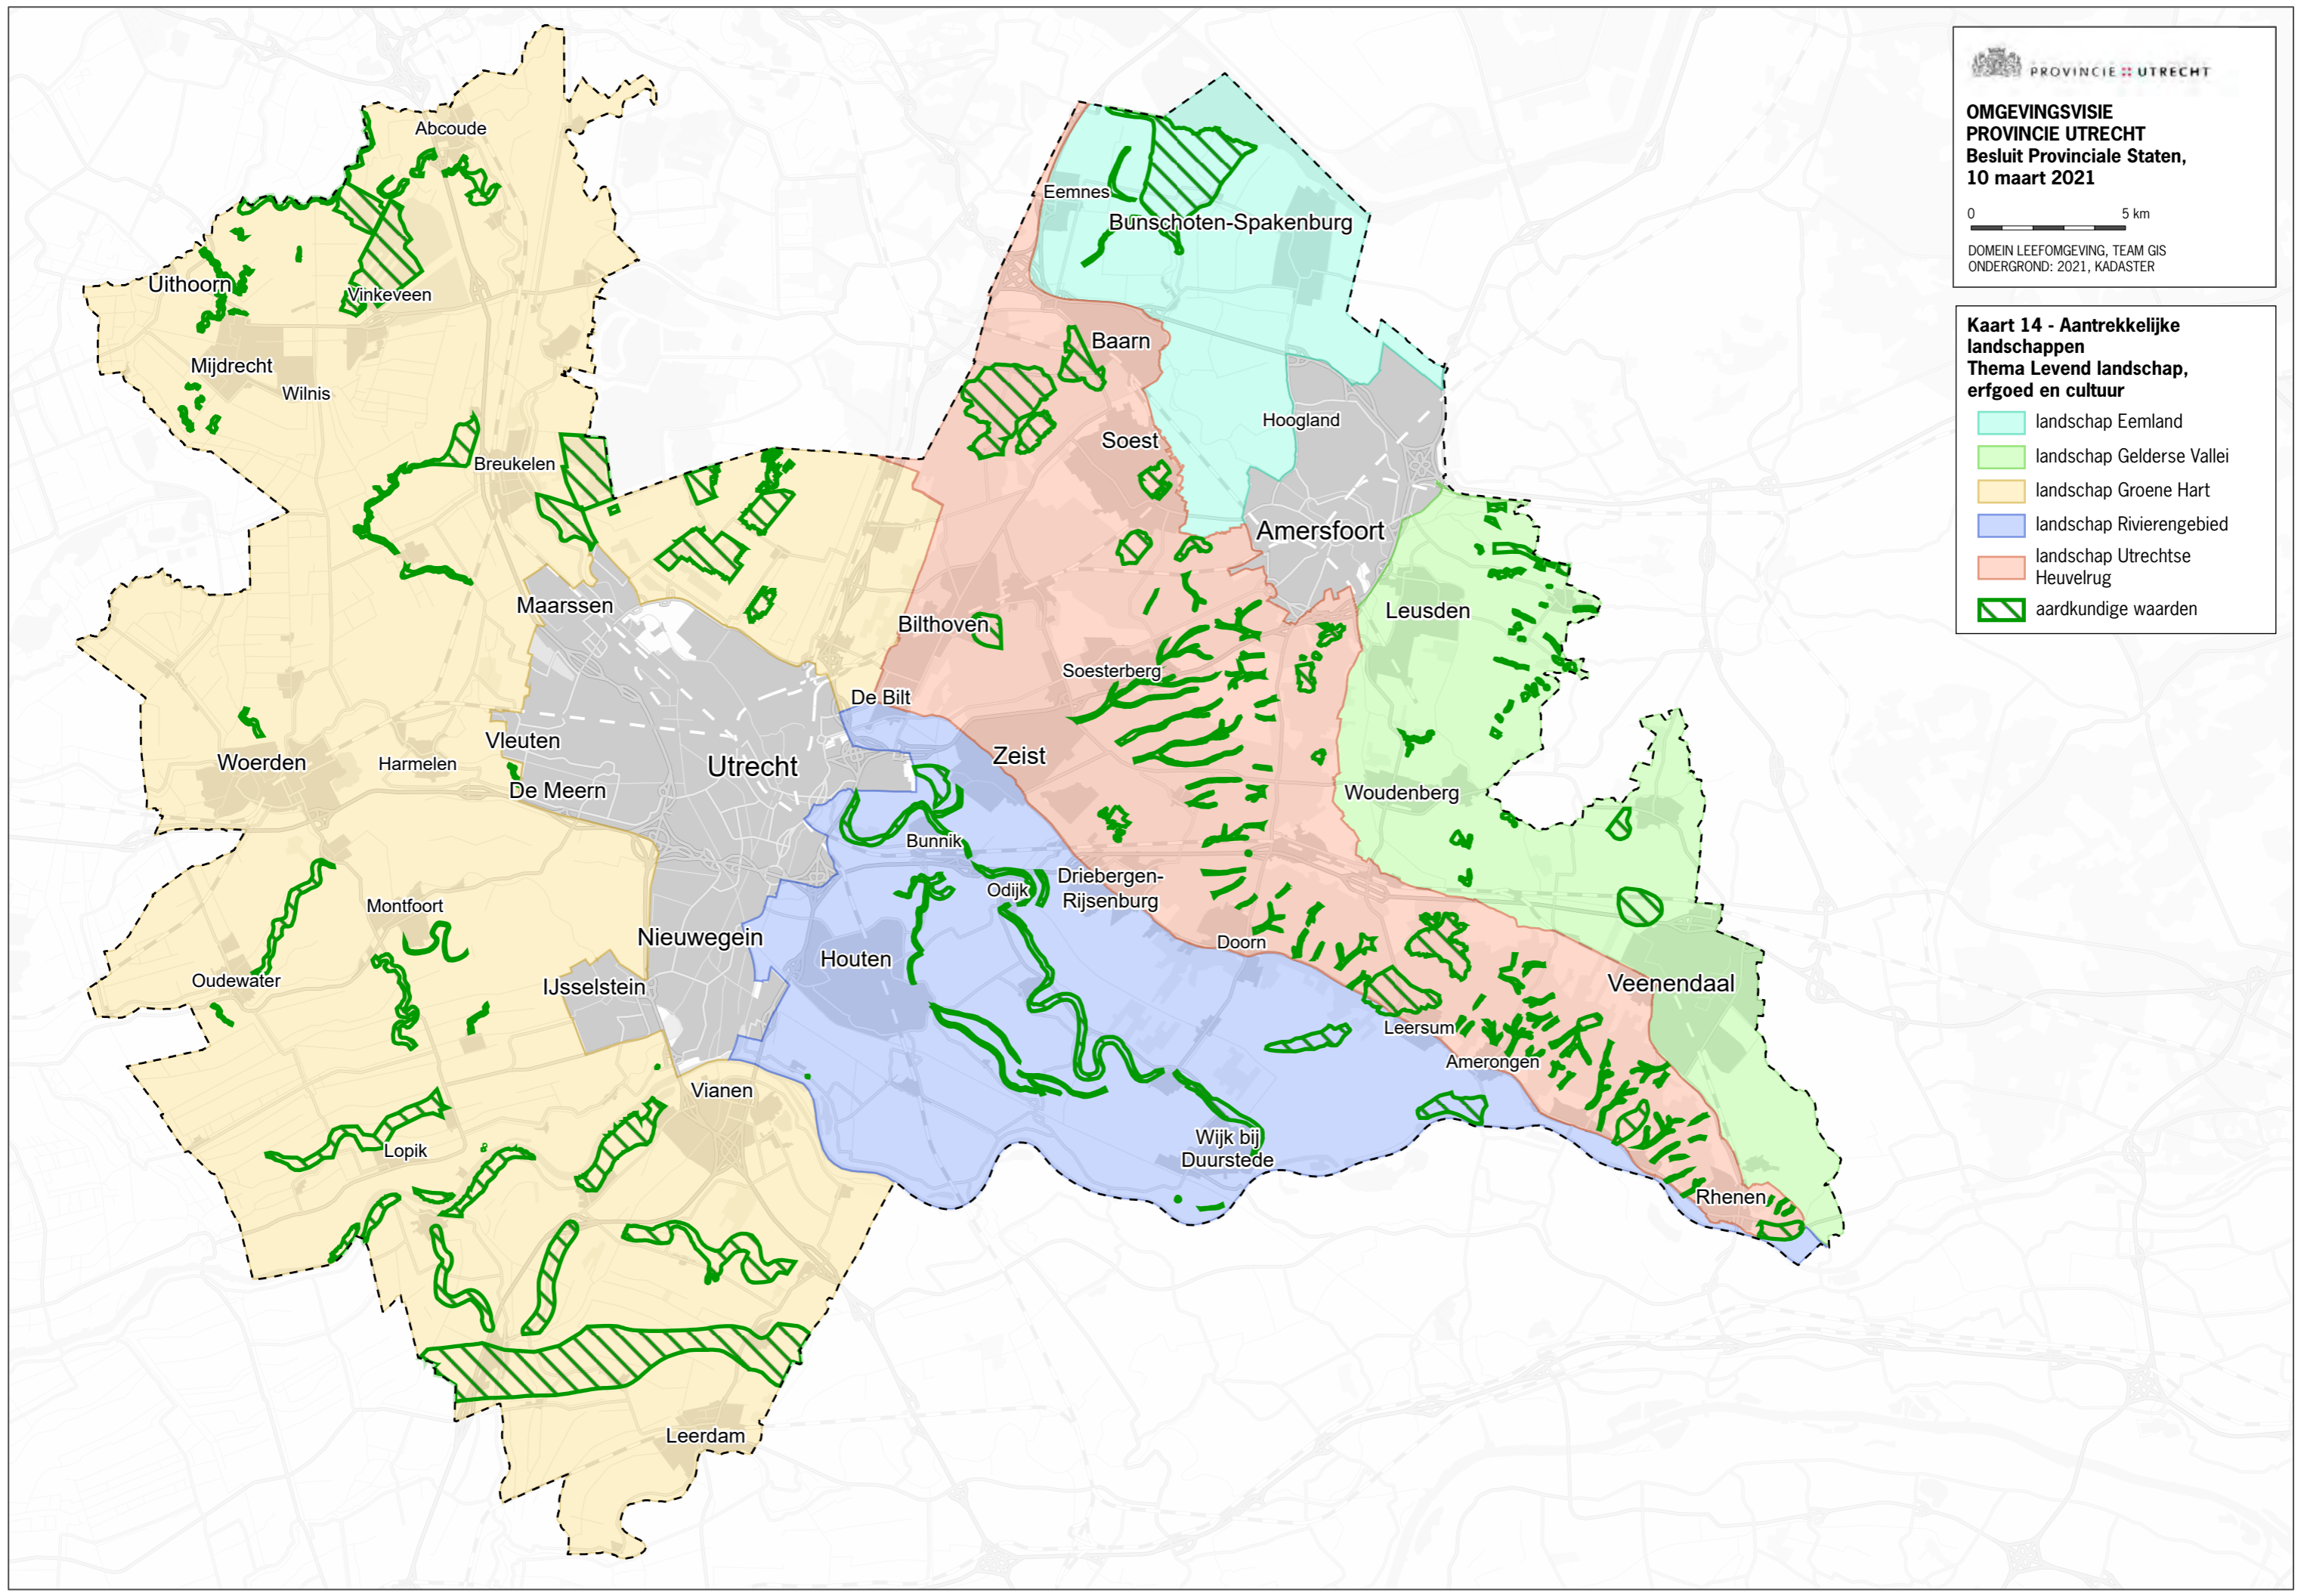 PROVINCIE UTRECHT
OMGEVINGSVISIE
PROVINCIE UTRECHT
Besluit Provinciale Staten,
10 maart 2021
0 5 km
DOMEIN LEEFOMGEVING, TEAM GIS
ONDERGROND: 2021, KADASTER
Kaart 14 - Aantrekkelijke
landschappen
Thema Levend landschap,
erfgoed en cultuur
landschap Eemland
landschap Gelderse Vallei
landschap Groene Hart
landschap Rivierengebied
landschap Utrechtse
Heuvelrug
aardkundige waarden
Abcoude
Eemnes
Bunschoten-Spakenburg
Uithoorn
Vinkeveen
Baarn
Mijdrecht
Wilnis
Hoogland
Soest
Breukelen
Amersfoort
Maarssen
Leusden
Bilthoven
Soesterberg
De Bilt
Vleuten
Zeist
Woerden
Harmelen
Utrecht
De Meern
Woudenberg
Bunnik
Driebergen-
Rijsenburg
Odijk
Montfoort
Nieuwegein
Doorn
Houten
Oudewater
IJsselstein
Veenendaal
Leersum
Amerongen
Vianen
Wijk bij
Duurstede
Lopik
Rhenen
Leerdam